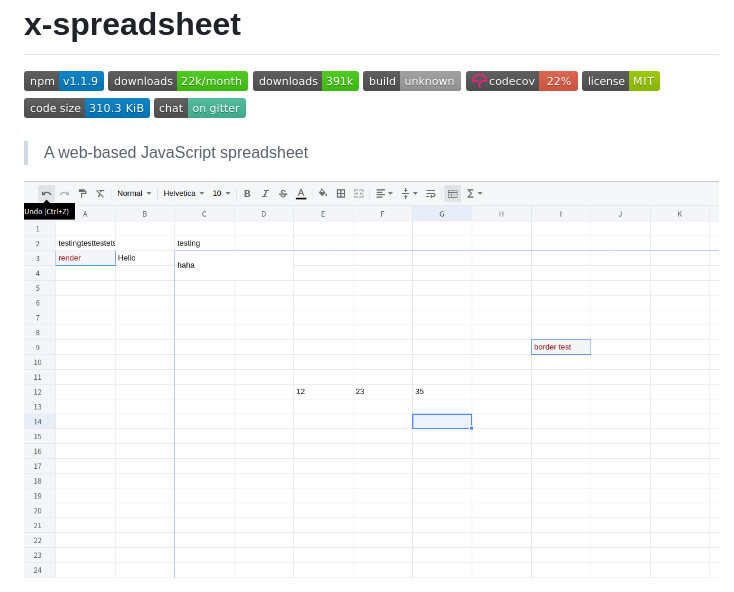 x-spreadsheet
npm v1.1.9 downloads 22k/month downloads 391k build unknown codecov 22% license MIT
code size 310.3 KiB chat on gitter
A web-based JavaScript spreadsheet
Normal Helvetica 10 B I S A Σ
Undo (Ctrl+Z)
A B C D E F G H I J K
1
2 testingtesttestets testing
3 render Hello
haha
4
5
6
7
8
9 border test
10
11
12 12 23 35
13
14
15
16
17
18
19
20
21
22
23
24